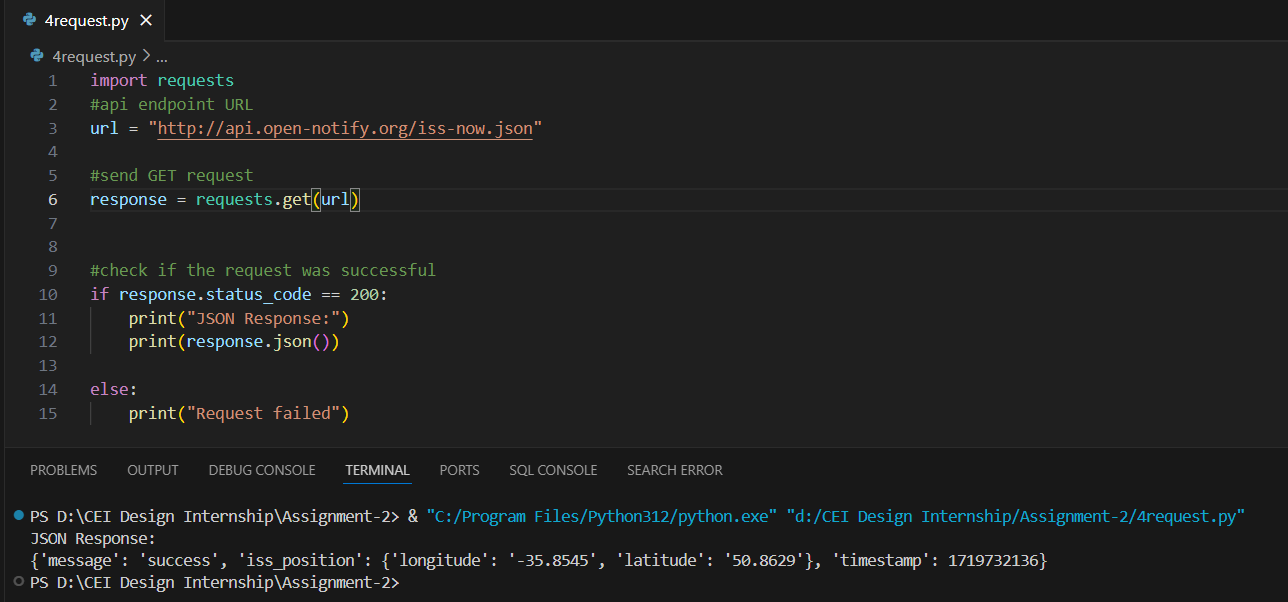 4request.py
4request.py > ...
1 import requests
2 #api endpoint URL
3 url = "http://api.open-notify.org/iss-now.json"
4
5 #send GET request
6 response = requests.get(url)
7
8
9 #check if the request was successful
10 if response.status_code == 200:
11     print("JSON Response:")
12     print(response.json())
13
14 else:
15     print("Request failed")
PROBLEMS OUTPUT DEBUG CONSOLE TERMINAL PORTS SQL CONSOLE SEARCH ERROR
PS D:\CEI Design Internship\Assignment-2> & "C:/Program Files/Python312/python.exe" "d:/CEI Design Internship/Assignment-2/4request.py"
JSON Response:
{'message': 'success', 'iss_position': {'longitude': '-35.8545', 'latitude': '50.8629'}, 'timestamp': 1719732136}
PS D:\CEI Design Internship\Assignment-2>